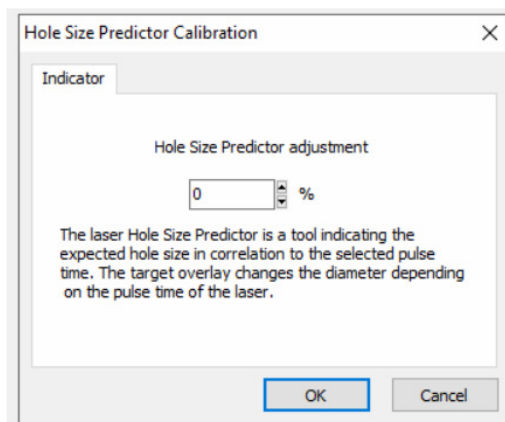 Hole Size Predictor Calibration
Indicator
Hole Size Predictor adjustment
0 %
The laser Hole Size Predictor is a tool indicating the
expected hole size in correlation to the selected pulse
time. The target overlay changes the diameter depending
on the pulse time of the laser.
OK Cancel